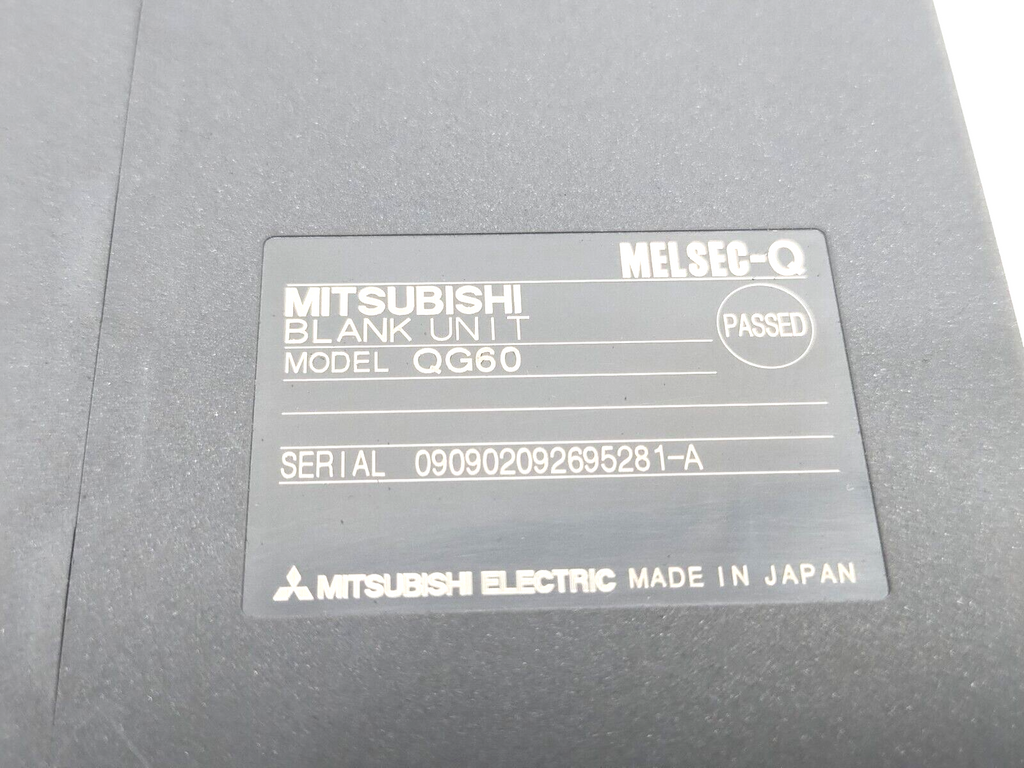 MELSEC-Q
MITSUBISHI
BLANK UNIT
PASSED
MODEL QG60
SERIAL 090902092695281-A
MITSUBISHI ELECTRIC MADE IN JAPAN